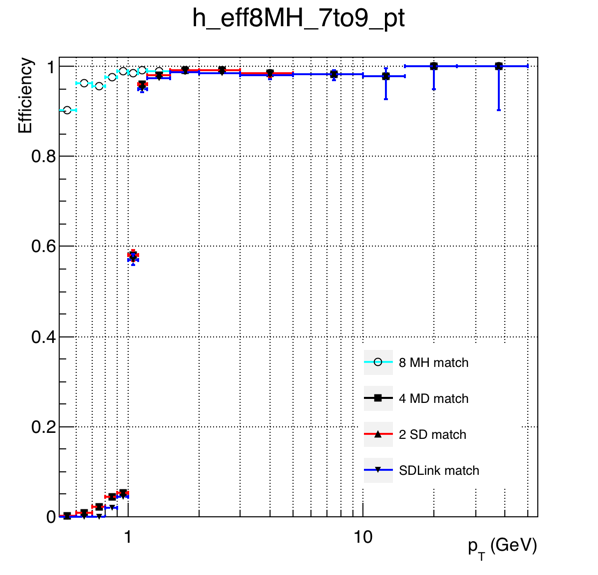 h_eff8MH_7to9_pt
Efficiency
1
0.8
0.6
0.4
0.2
0
8 MH match
4 MD match
2 SD match
SDLink match
1
10
p_T (GeV)